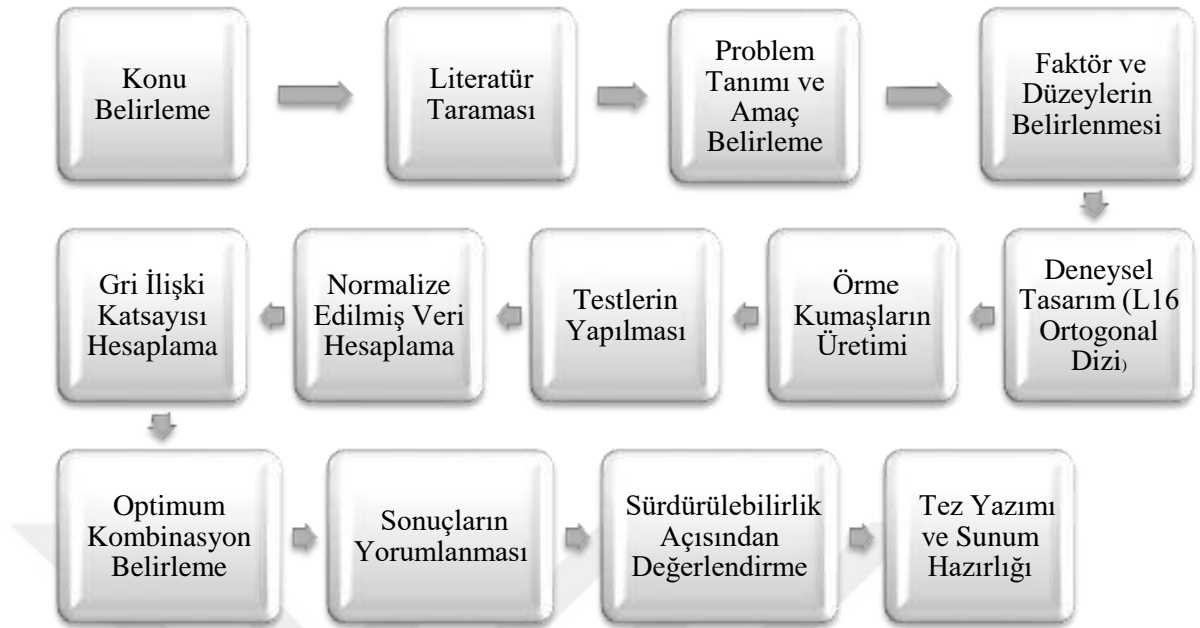 Konu
Belirleme
Literatür
Taraması
Problem
Tanımı ve
Amaç
Belirleme
Faktör ve
Düzeylerin
Belirlenmesi
Deneysel
Tasarım (L16
Ortogonal
Dizi)
Örme
Kumaşların
Üretimi
Testlerin
Yapılması
Normalize
Edilmiş Veri
Hesaplama
Gri İlişki
Katsayısı
Hesaplama
Optimum
Kombinasyon
Belirleme
Sonuçların
Yorumlanması
Sürdürülebilirlik
Açısından
Değerlendirme
Tez Yazımı
ve Sunum
Hazırlığı